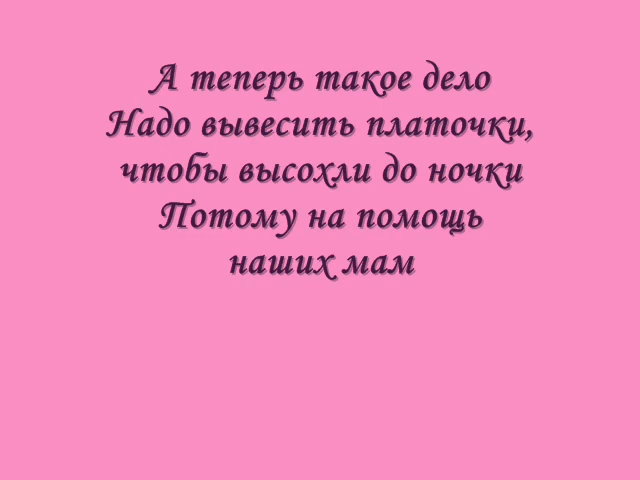 А теперь такое дело
Надо вывесить платочки,
чтобы высохли до ночки
Потому на помощь
наших мам